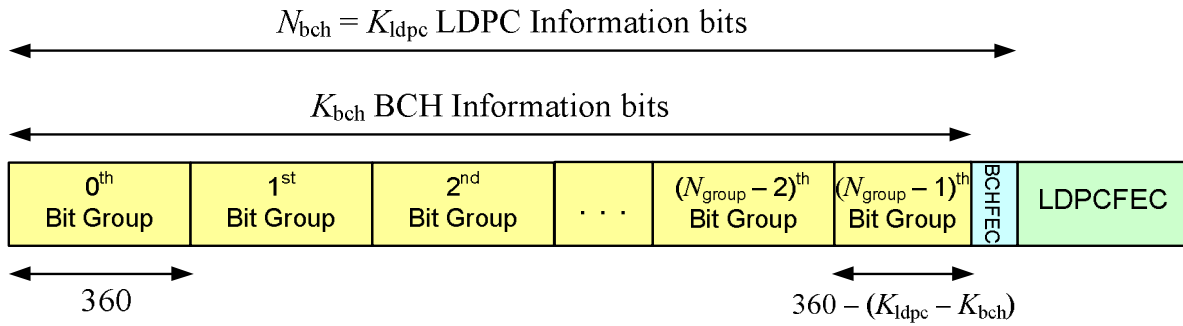 N_bch = K_ldpc LDPC Information bits
K_bch BCH Information bits
0th Bit Group
1st Bit Group
2nd Bit Group
. . .
(N_group – 2)th Bit Group
(N_group – 1)th Bit Group
BCHFEC
LDPCFEC
360
360 – (K_ldpc – K_bch)